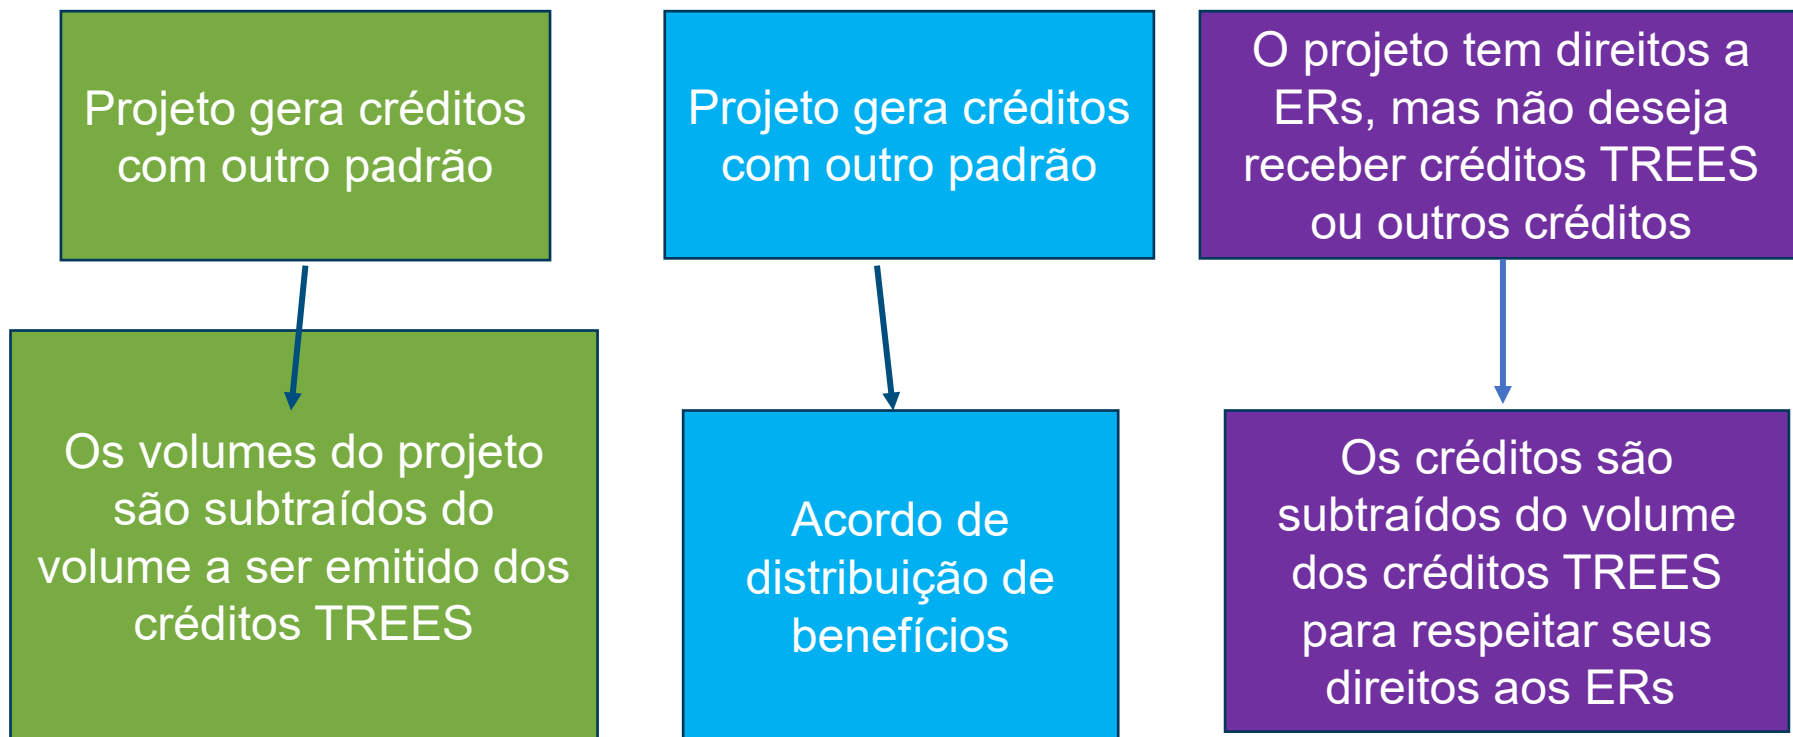 Projeto gera créditos
com outro padrão
Os volumes do projeto
são subtraídos do
volume a ser emitido dos
créditos TREES
Projeto gera créditos
com outro padrão
Acordo de
distribuição de
benefícios
O projeto tem direitos a
ERs, mas não deseja
receber créditos TREES
ou outros créditos
Os créditos são
subtraídos do volume
dos créditos TREES
para respeitar seus
direitos aos ERs